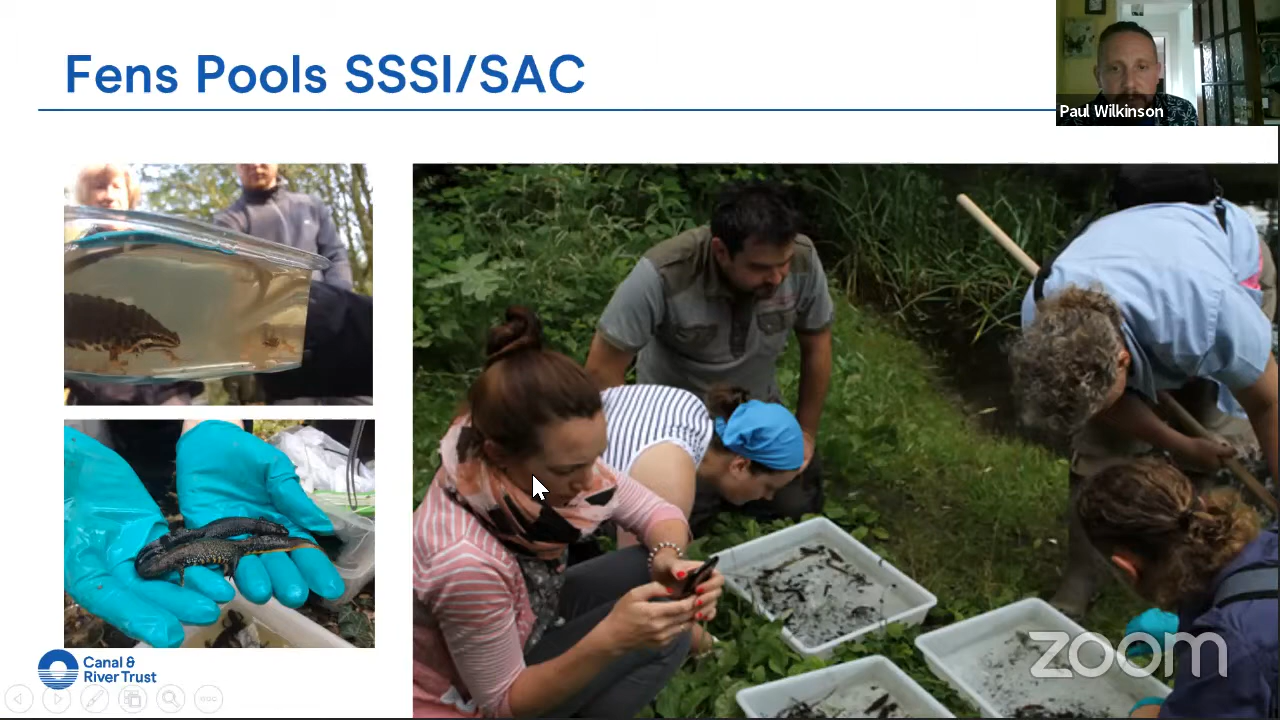 Fens Pools SSSI/SAC
Paul Wilkinson
Canal &
River Trust
zoom